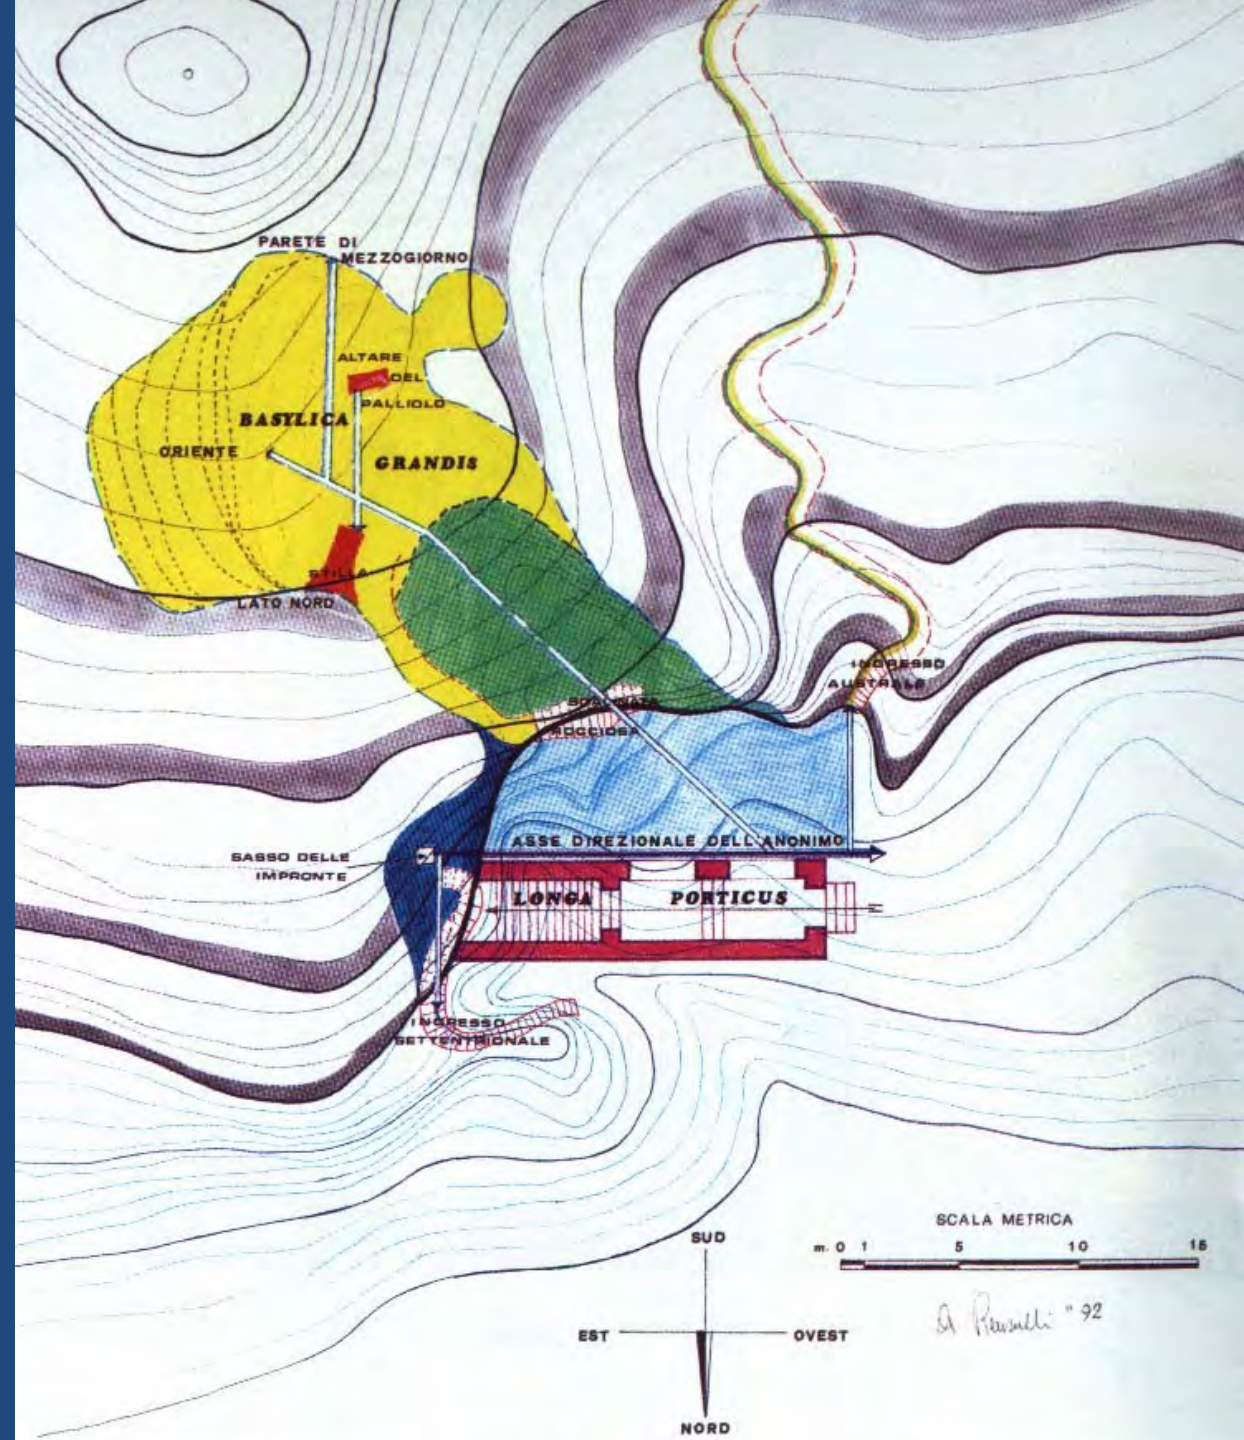 PARETE DI
MEZZOGIORNO
ALTARE
DEL
PALLIOLO
BASYLICA
ORIENTE
GRANDIS
STILLA
LATO NORD
INGRESSO
AUSTRALE
ROCCIOSA
ASSE DIREZIONALE DELL'ANONIMO
SASSO DELLE
IMPRONTE
LONGA PORTICUS
INGRESSO
SETTENTRIONALE
SCALA METRICA
m. 0 1 5 10 15
SUD
EST OVEST
NORD
"92